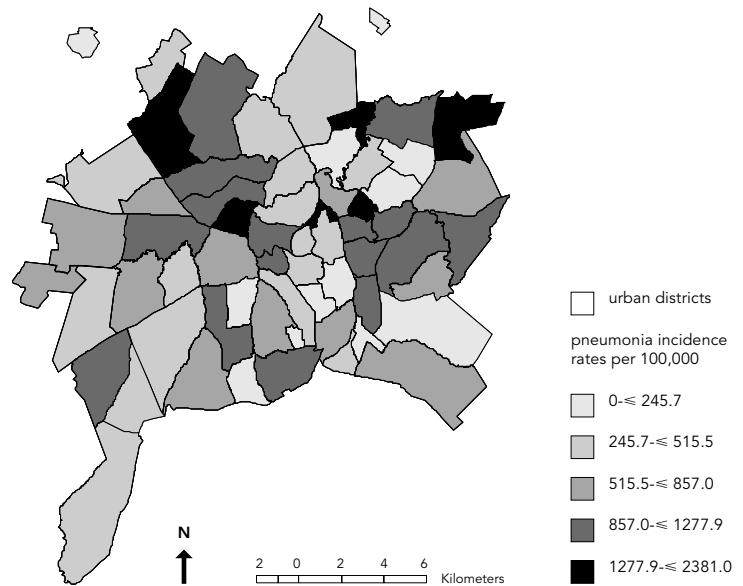 urban districts
pneumonia incidence
rates per 100,000
0-≤ 245.7
245.7-≤ 515.5
515.5-≤ 857.0
857.0-≤ 1277.9
1277.9-≤ 2381.0
N
2 0 2 4 6
Kilometers